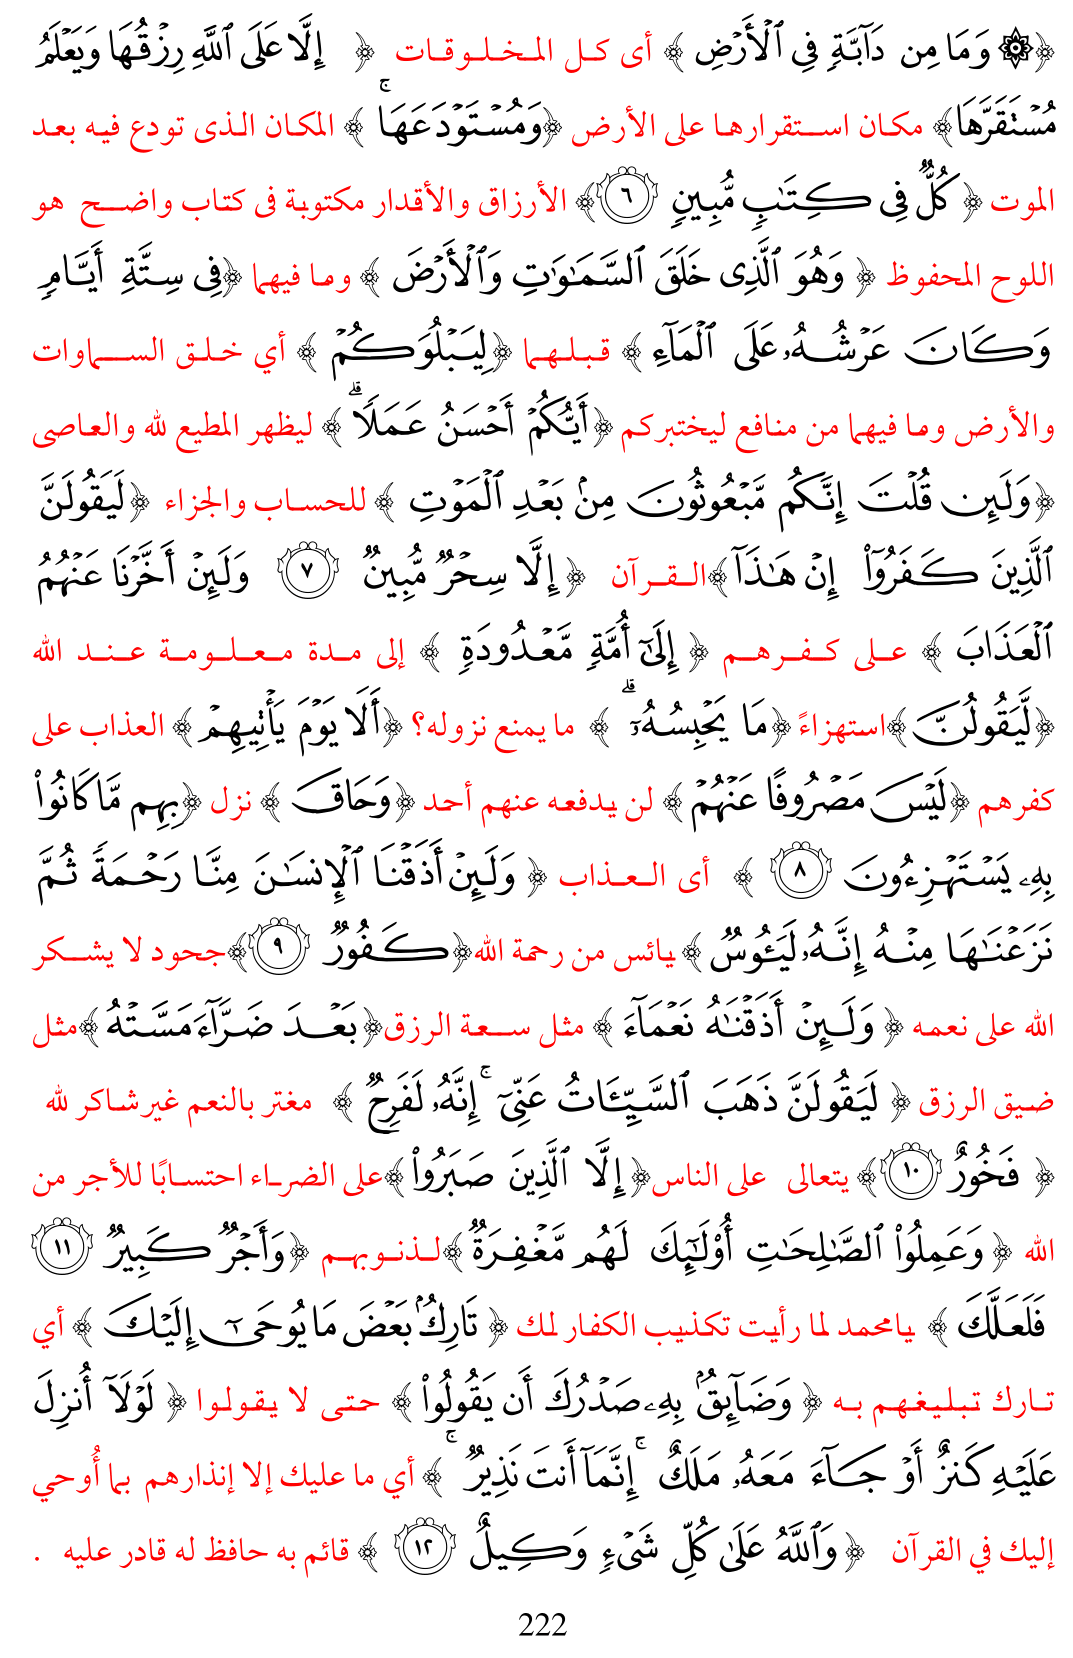 ﴿۞ وَمَا مِن دَآبَّةٍ فِي ٱلۡأَرۡضِ ﴾ أى كل المخلوقات ﴿ إِلَّا عَلَى ٱللَّهِ رِزۡقُهَا وَيَعۡلَمُ
مُسۡتَقَرَّهَا﴾ مكان استقرارها على الأرض ﴿وَمُسۡتَوۡدَعَهَاۚ ﴾ المكان الذى تودع فيه بعد
الموت ﴿ كُلّٞ فِي كِتَٰبٖ مُّبِينٖ ٦﴾ الأرزاق والأقدار مكتوبة فى كتاب واضح هو
اللوح المحفوظ ﴿ وَهُوَ ٱلَّذِي خَلَقَ ٱلسَّمَٰوَٰتِ وَٱلۡأَرۡضَ ﴾ وما فيهما ﴿فِي سِتَّةِ أَيَّامٖ
وَكَانَ عَرۡشُهُۥ عَلَى ٱلۡمَآءِ ﴾ قبلهما ﴿لِيَبۡلُوَكُمۡ ﴾ أي خلق السماوات
والأرض وما فيهما من منافع ليختبركم ﴿أَيُّكُمۡ أَحۡسَنُ عَمَلٗاۗ ﴾ ليظهر المطيع لله والعاصى
﴿وَلَئِن قُلۡتَ إِنَّكُم مَّبۡعُوثُونَ مِنۢ بَعۡدِ ٱلۡمَوۡتِ ﴾ للحساب والجزاء ﴿لَيَقُولَنَّ
ٱلَّذِينَ كَفَرُوٓاْ إِنۡ هَٰذَآ﴾القرآن ﴿ إِلَّا سِحۡرٞ مُّبِينٞ ٧ وَلَئِنۡ أَخَّرۡنَا عَنۡهُمُ
ٱلۡعَذَابَ ﴾ على كفرهم ﴿ إِلَىٰٓ أُمَّةٖ مَّعۡدُودَةٖ ﴾ إلى مدة معلومة عند الله
﴿لَّيَقُولُنَّ﴾استهزاءً ﴿مَا يَحۡبِسُهُۥٓۗ ﴾ ما يمنع نزوله؟ ﴿أَلَا يَوۡمَ يَأۡتِيهِمۡ﴾ العذاب على
كفرهم ﴿لَيۡسَ مَصۡرُوفًا عَنۡهُمۡ ﴾ لن يدفعه عنهم أحد ﴿وَحَاقَ ﴾ نزل ﴿بِهِم مَّا كَانُواْ
بِهِۦ يَسۡتَهۡزِءُونَ ٨ ﴾ أى العذاب ﴿ وَلَئِنۡ أَذَقۡنَا ٱلۡإِنسَٰنَ مِنَّا رَحۡمَةٗ ثُمَّ
نَزَعۡنَٰهَا مِنۡهُ إِنَّهُۥ لَيَـُٔوسٞ ﴾ يائس من رحمة الله﴿كَفُورٞ ٩﴾جحود لا يشكر
الله على نعمه ﴿ وَلَئِنۡ أَذَقۡنَٰهُ نَعۡمَآءَ ﴾ مثل سعة الرزق﴿بَعۡدَ ضَرَّآءَ مَسَّتۡهُ ﴾مثل
ضيق الرزق ﴿ لَيَقُولَنَّ ذَهَبَ ٱلسَّيِّـَٔاتُ عَنِّيٓۚ إِنَّهُۥ لَفَرِحٞ ﴾ مغتر بالنعم غير شاكر لله
﴿ فَخُورٌ ١٠﴾ يتعالى على الناس﴿إِلَّا ٱلَّذِينَ صَبَرُواْ ﴾على الضراء احتسابًا للأجر من
الله ﴿ وَعَمِلُواْ ٱلصَّٰلِحَٰتِ أُوْلَٰٓئِكَ لَهُم مَّغۡفِرَةٞ ﴾لذنوبهم ﴿وَأَجۡرٞ كَبِيرٞ ١١
فَلَعَلَّكَ ﴾ يامحمد لما رأيت تكذيب الكفار لمك ﴿ تَارِكُۢ بَعۡضَ مَا يُوحَىٰٓ إِلَيۡكَ ﴾ أي
تارك تبليغهم به ﴿ وَضَآئِقُۢ بِهِۦ صَدۡرُكَ أَن يَقُولُواْ ﴾ حتى لا يقولوا ﴿ لَوۡلَآ أُنزِلَ
عَلَيۡهِ كَنزٌ أَوۡ جَآءَ مَعَهُۥ مَلَكٌۚ إِنَّمَآ أَنتَ نَذِيرٞۚ ﴾ أي ما عليك إلا إنذارهم بما أُوحي
إليك في القرآن ﴿ وَٱللَّهُ عَلَىٰ كُلِّ شَيۡءٖ وَكِيلٌ ١٢ ﴾ قائم به حافظ له قادر عليه .
222